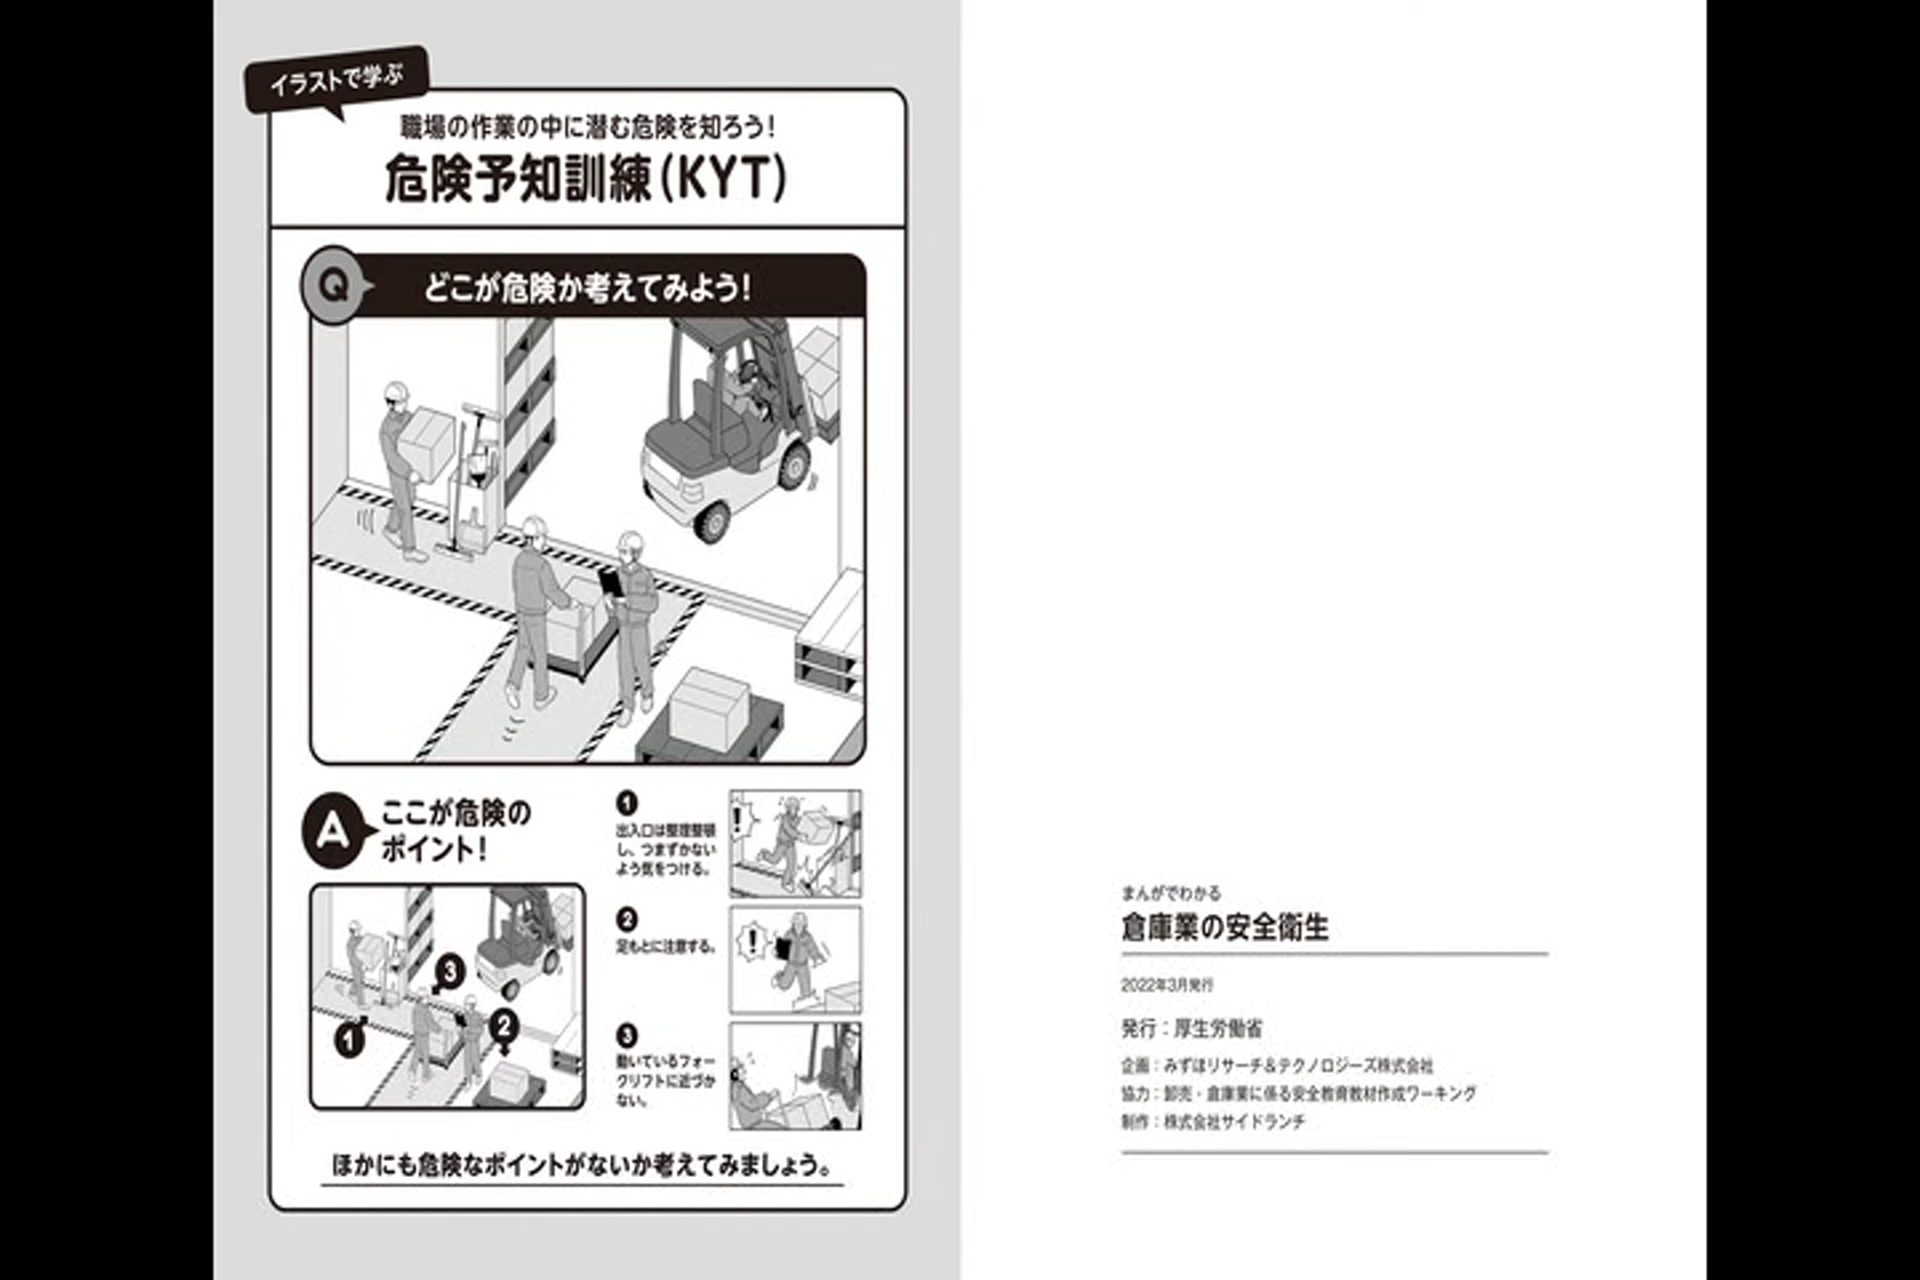 イラストで学ぶ
職場の作業の中に潜む危険を知ろう!
危険予知訓練(KYT)
Q
どこが危険か考えてみよう!
A
ここが危険の
ポイント!
1
出入口は整理整頓
し、つまずかない
よう気をつける。
!
2
足もとに注意する。
!
3
動いているフォー
クリフトに近づか
ない。
3
2
1
ほかにも危険なポイントがないか考えてみましょう。
まんがでわかる
倉庫業の安全衛生
2022年3月発行
発行:厚生労働省
企画:みずほリサーチ&テクノロジーズ株式会社
協力:卸売・倉庫業に係る安全教育教材作成ワーキング
制作:株式会社サイドランチ